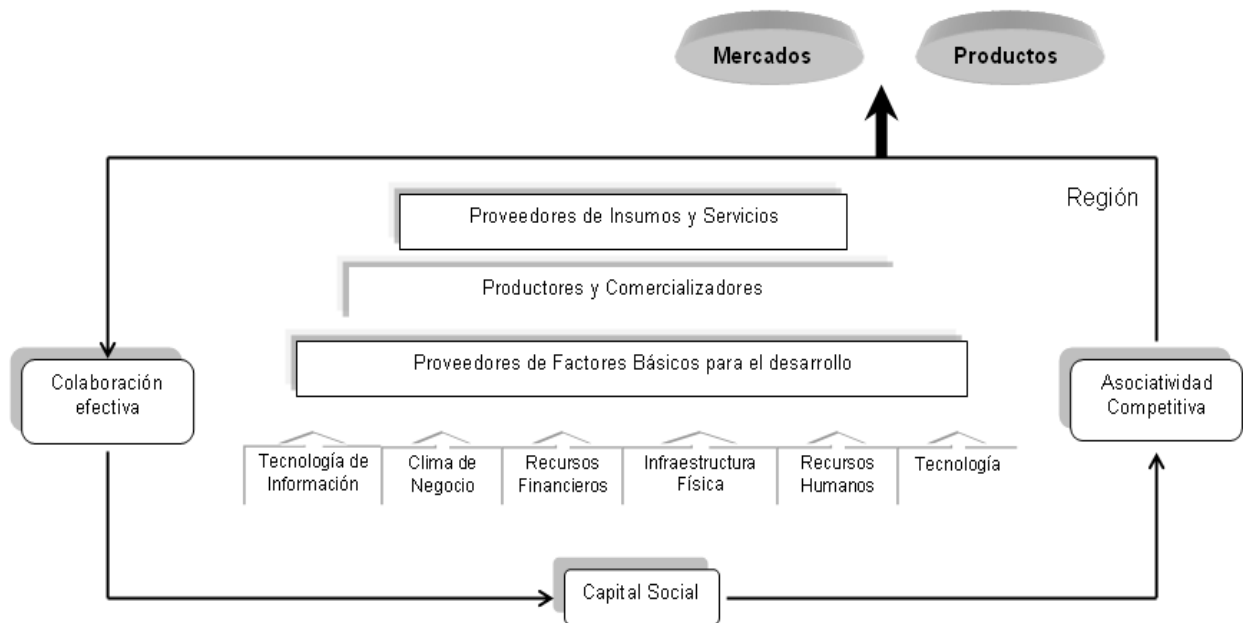 Mercados
Productos
Región
Proveedores de Insumos y Servicios
Productores y Comercializadores
Proveedores de Factores Básicos para el desarrollo
Colaboración
efectiva
Asociatividad
Competitiva
Tecnología de
Información
Clima de
Negocio
Recursos
Financieros
Infraestructura
Física
Recursos
Humanos
Tecnología
Capital Social